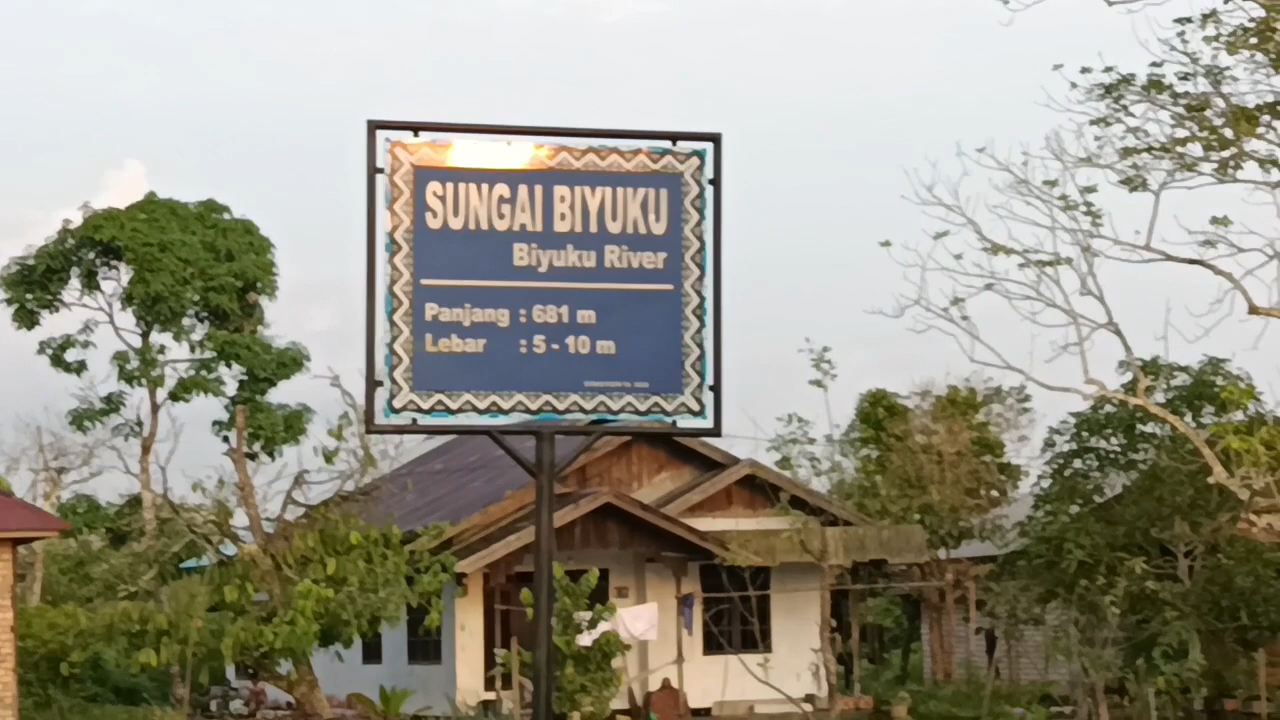 SUNGAI BIYUKU
Biyuku River
Panjang : 681 m
Lebar : 5 - 10 m